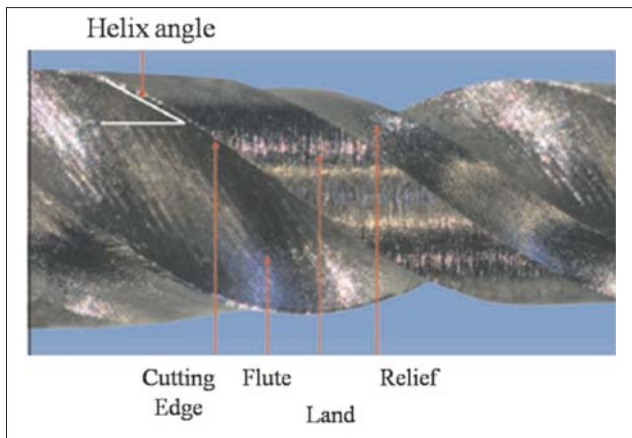 Helix angle
Cutting Edge
Flute
Land
Relief